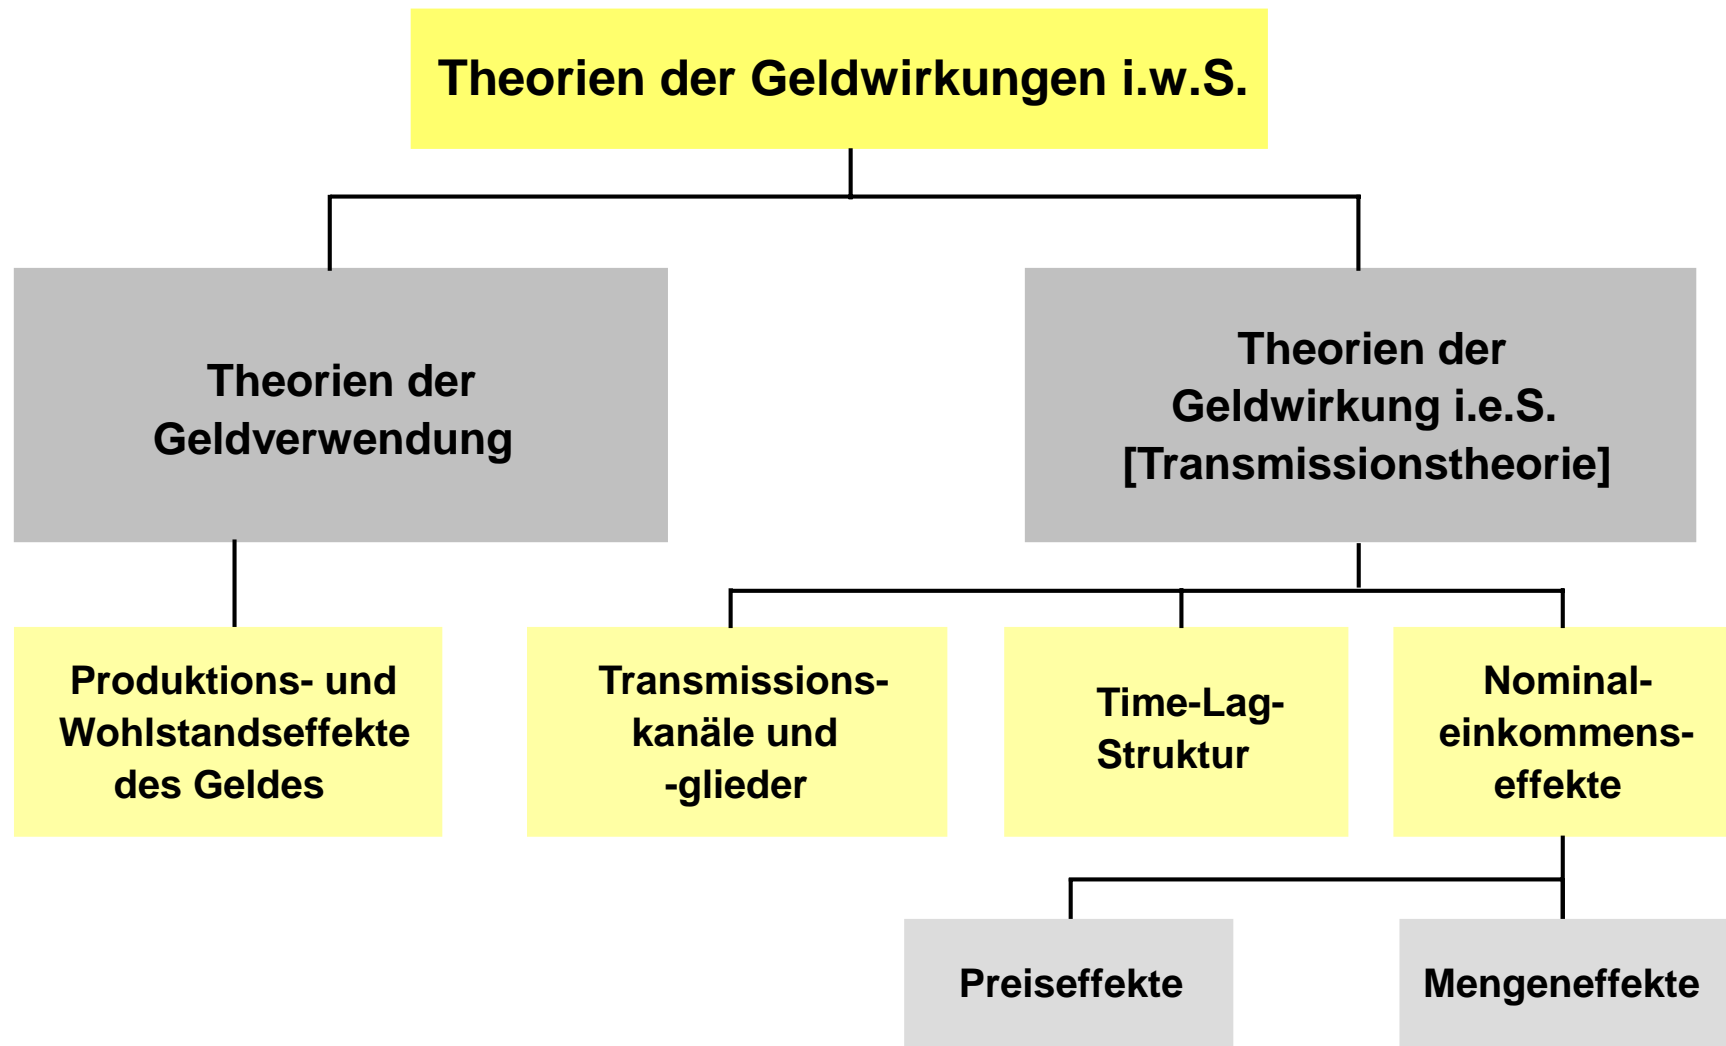 Theorien der Geldwirkungen i.w.S.
Theorien der
Geldverwendung
Theorien der
Geldwirkung i.e.S.
[Transmissionstheorie]
Produktions- und
Wohlstandseffekte
des Geldes
Transmissions-
kanäle und
-glieder
Time-Lag-
Struktur
Nominal-
einkommens-
effekte
Preiseffekte
Mengeneffekte